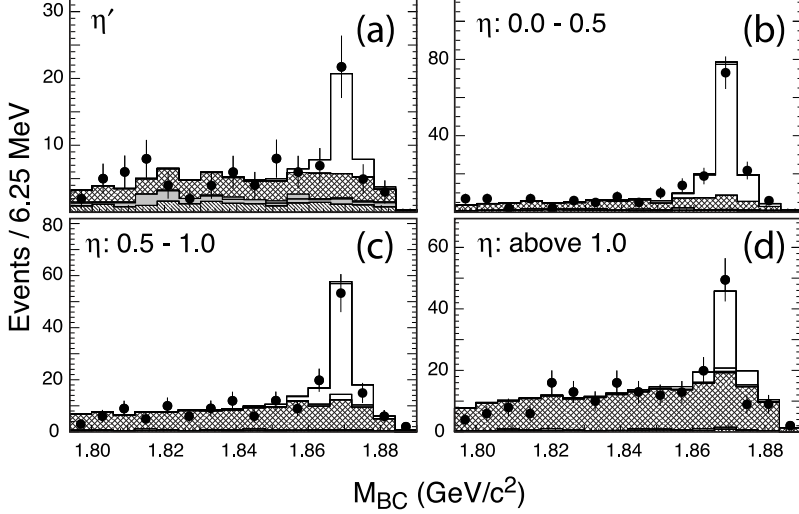 η′ (a)
η: 0.0 - 0.5 (b)
30
20
10
80
40
Events / 6.25 MeV
η: 0.5 - 1.0 (c)
η: above 1.0 (d)
80
60
40
20
0
60
40
20
0
1.80 1.82 1.84 1.86 1.88
1.80 1.82 1.84 1.86 1.88
M_BC (GeV/c²)